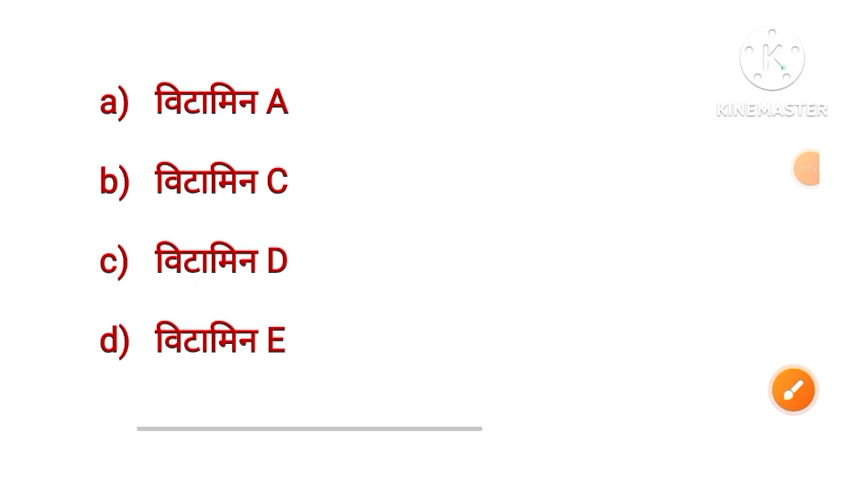 KINEMASTER
a) विटामिन A
b) विटामिन C
c) विटामिन D
d) विटामिन E